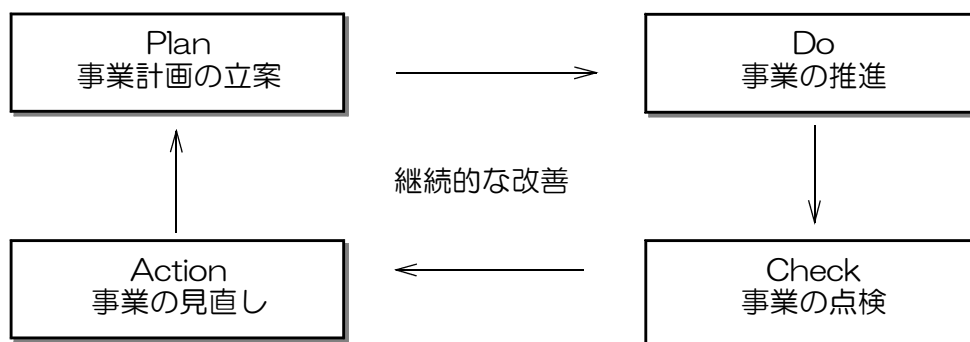 Plan
事業計画の立案
Do
事業の推進
継続的な改善
Action
事業の見直し
Check
事業の点検